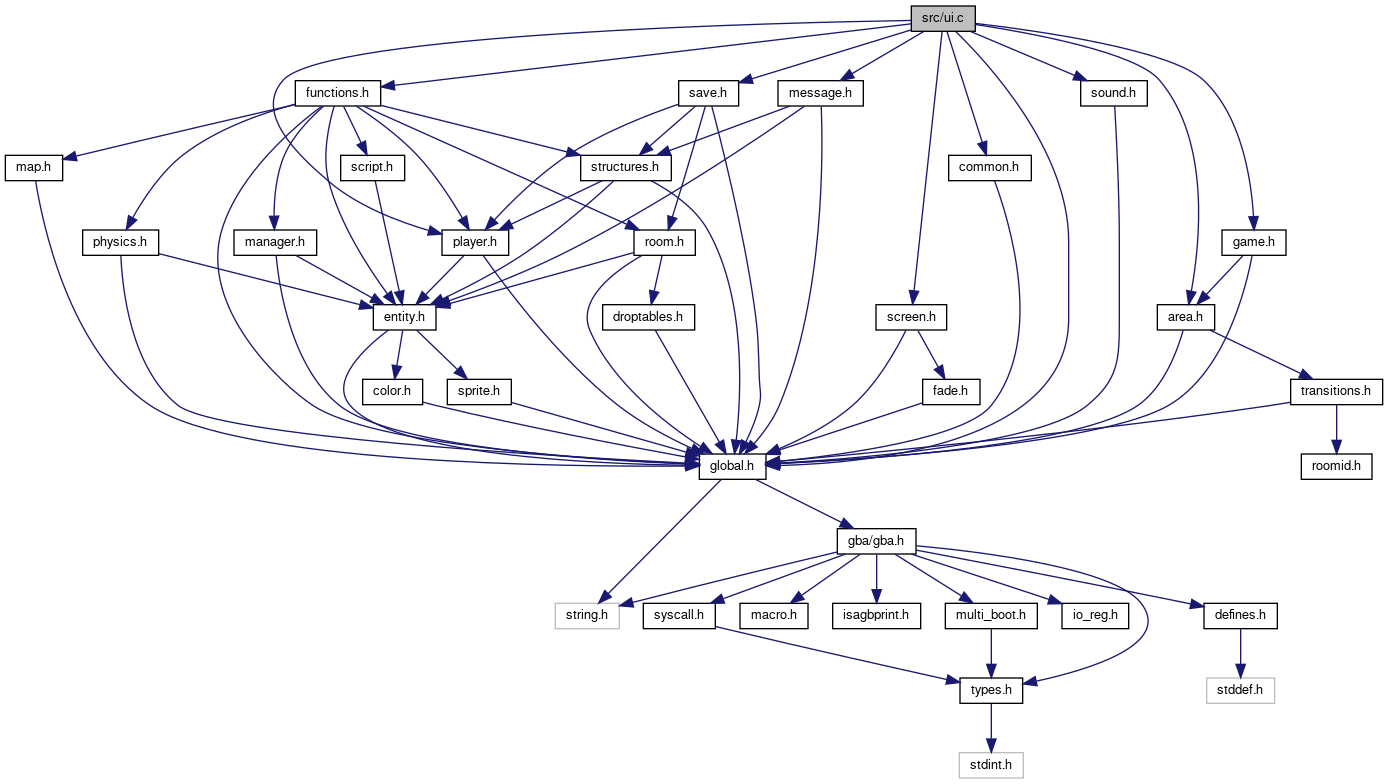 src/ui.c
functions.h
save.h
message.h
sound.h
map.h
script.h
structures.h
common.h
physics.h
manager.h
player.h
room.h
game.h
entity.h
droptables.h
screen.h
area.h
color.h
sprite.h
fade.h
transitions.h
global.h
roomid.h
gba/gba.h
string.h
syscall.h
macro.h
isagbprint.h
multi_boot.h
io_reg.h
defines.h
types.h
stddef.h
stdint.h